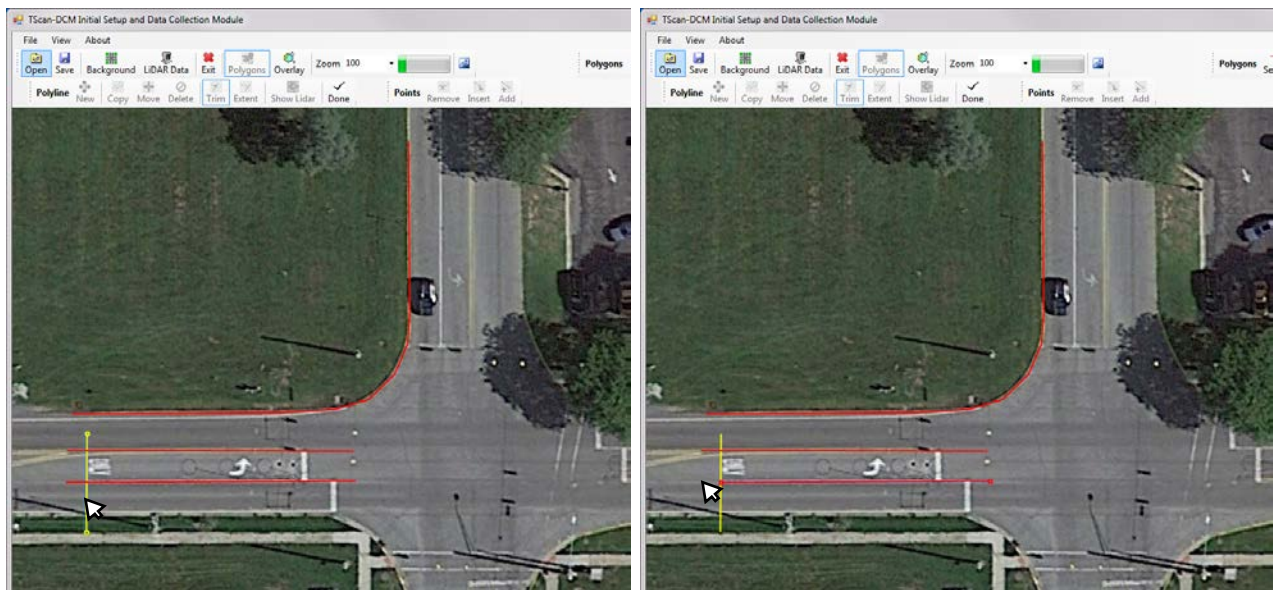 TScan-DCM Initial Setup and Data Collection Module
File View About
Open Save Background LiDAR Data Exit Polygons Overlay Zoom 100 Polygons
Polyline New Copy Move Delete Trim Extent Show Lidar Done Points Remove Insert Add
TScan-DCM Initial Setup and Data Collection Module
File View About
Open Save Background LiDAR Data Exit Polygons Overlay Zoom 100 Polygons Se
Polyline New Copy Move Delete Trim Extent Show Lidar Done Points Remove Insert Add